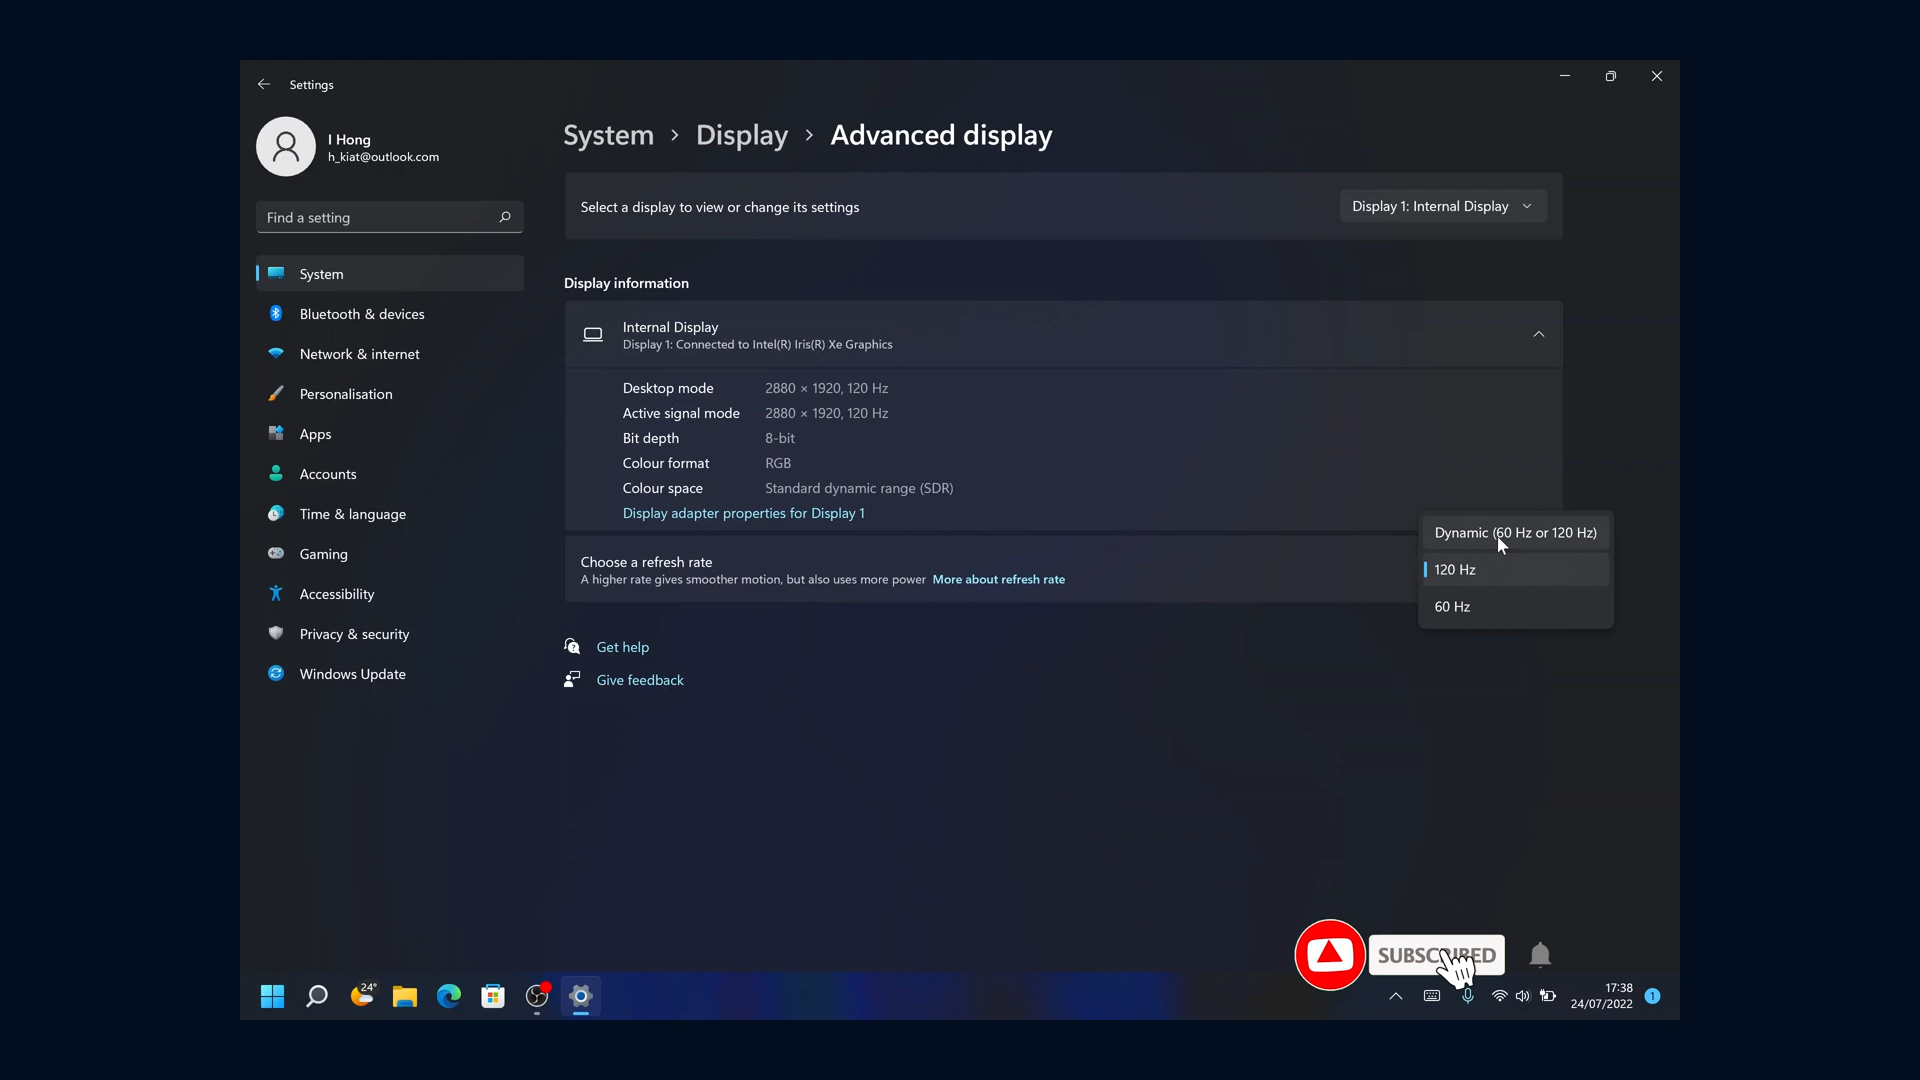 Settings
I Hong
h_kiat@outlook.com
Find a setting
System
Bluetooth & devices
Network & internet
Personalisation
Apps
Accounts
Time & language
Gaming
Accessibility
Privacy & security
Windows Update
System > Display > Advanced display
Select a display to view or change its settings
Display 1: Internal Display
Display information
Internal Display
Display 1: Connected to Intel(R) Iris(R) Xe Graphics
Desktop mode 2880 × 1920, 120 Hz
Active signal mode 2880 × 1920, 120 Hz
Bit depth 8-bit
Colour format RGB
Colour space Standard dynamic range (SDR)
Display adapter properties for Display 1
Choose a refresh rate
A higher rate gives smoother motion, but also uses more power More about refresh rate
Dynamic (60 Hz or 120 Hz)
120 Hz
60 Hz
Get help
Give feedback
SUBSCRIBED
24°
17:38
24/07/2022
1